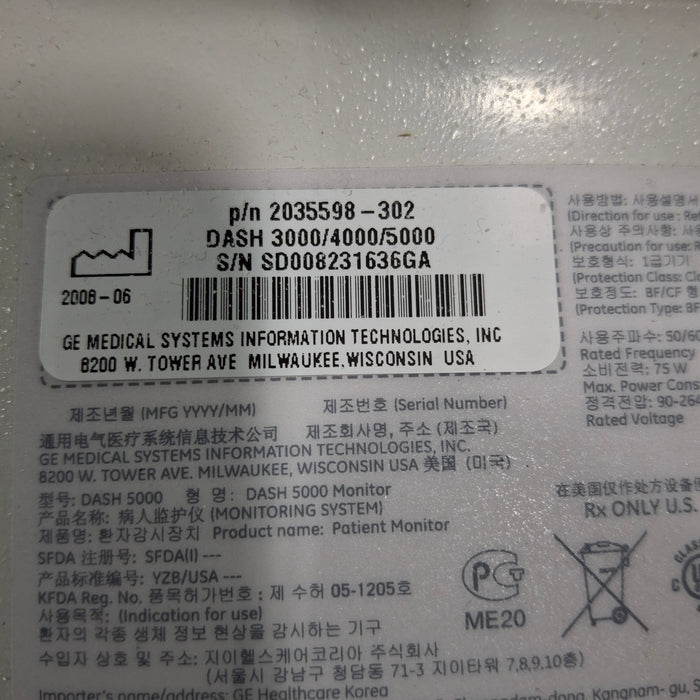 p/n 2035598-302
DASH 3000/4000/5000
S/N SD008231636GA
2008-06
GE MEDICAL SYSTEMS INFORMATION TECHNOLOGIES, INC
8200 W. TOWER AVE MILWAUKEE, WISCONSIN USA
제조년월 (MFG YYYY/MM) 제조번호 (Serial Number)
通用电气医疗系统信息技术公司 제조회사명, 주소 (제조국)
GE MEDICAL SYSTEMS INFORMATION TECHNOLOGIES, INC.
8200 W. TOWER AVE. MILWAUKEE, WISCONSIN USA 美国 (미국)
型号: DASH 5000 형 명: DASH 5000 Monitor
产品名称: 病人监护仪 (MONITORING SYSTEM)
제품명: 환자감시장치 Product name: Patient Monitor
SFDA 注册号: SFDA(I) ---
产品标准编号: YZB/USA ---
KFDA Reg. No. 품목허가번호 : 제 수허 05-1205호
사용목적: (Indication for use)
환자의 각종 생체 정보 현상을 감시하는 기구
수입자 상호 및 주소: 지이헬스케어코리아 주식회사
(서울시 강남구 청담동 71-3 지이타워 7,8,9,10층)
Importer's name/address: GE Healthcare Korea
Kangnam-gu, S
사용방법: 사용설명서
(Direction for use : Re
사용상 주의사항: 사용
(Precaution for use: R
보호형식: 1급기기
(Protection Class: Cl
보호정도: BF/CF 형
(Protection Type: BF
사용주파수: 50/60
Rated Frequency
소비전력: 75 W
Max. Power Cons
정격전압: 90-264
Rated Voltage
在美国仅作处方设备使
Rx ONLY U.S.
PG
ME20
CLASS
C